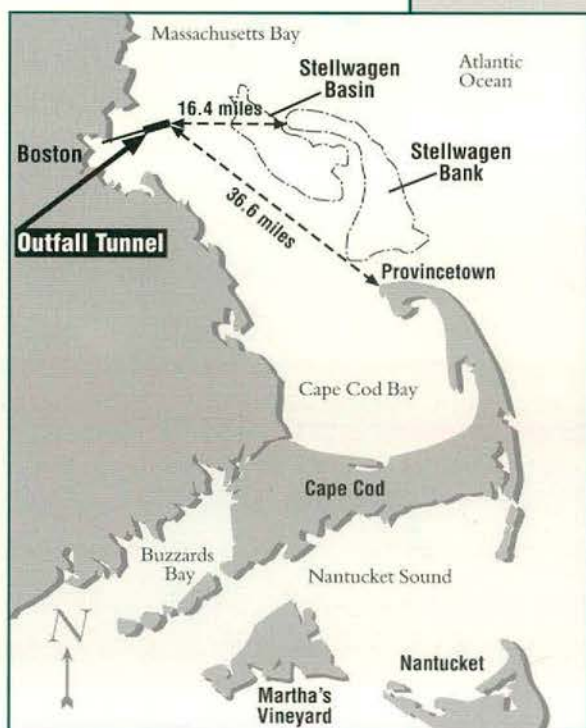 Massachusetts Bay
Atlantic
Ocean
Stellwagen
Basin
16.4 miles
Boston
Stellwagen
Bank
36.6 miles
Outfall Tunnel
Provincetown
Cape Cod Bay
Cape Cod
Buzzards
Bay
Nantucket Sound
N
Nantucket
Martha's
Vineyard